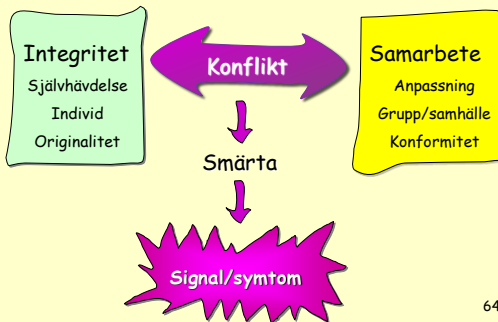 Integritet
Självhävdelse
Individ
Originalitet
Konflikt
Samarbete
Anpassning
Grupp/samhälle
Konformitet
Smärta
Signal/symtom
64